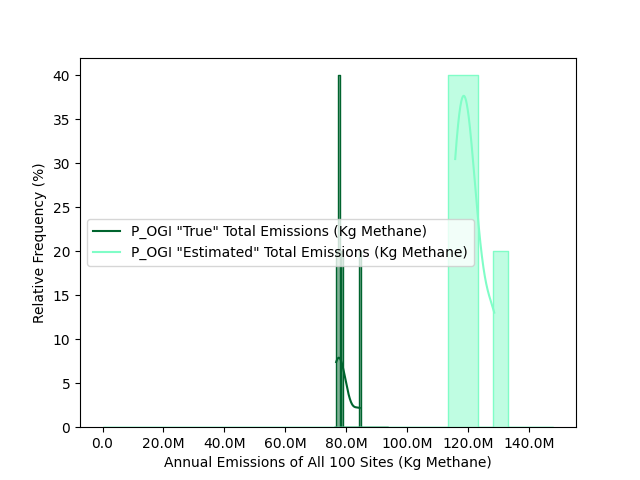 40
35
30
25
20
15
10
5
0
Relative Frequency (%)
P_OGI "True" Total Emissions (Kg Methane)
P_OGI "Estimated" Total Emissions (Kg Methane)
0.0 20.0M 40.0M 60.0M 80.0M 100.0M 120.0M 140.0M
Annual Emissions of All 100 Sites (Kg Methane)